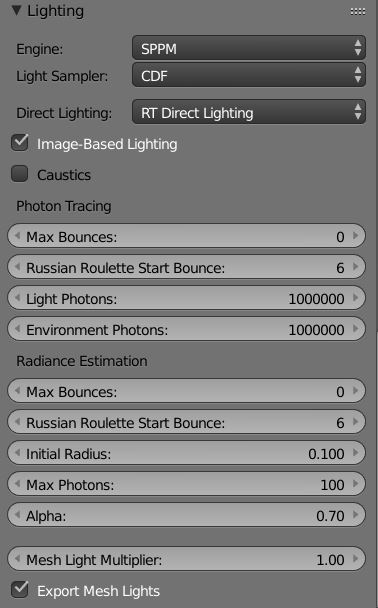 Lighting
Engine: SPPM
Light Sampler: CDF
Direct Lighting: RT Direct Lighting
Image-Based Lighting
Caustics
Photon Tracing
Max Bounces: 0
Russian Roulette Start Bounce: 6
Light Photons: 1000000
Environment Photons: 1000000
Radiance Estimation
Max Bounces: 0
Russian Roulette Start Bounce: 6
Initial Radius: 0.100
Max Photons: 100
Alpha: 0.70
Mesh Light Multiplier: 1.00
Export Mesh Lights